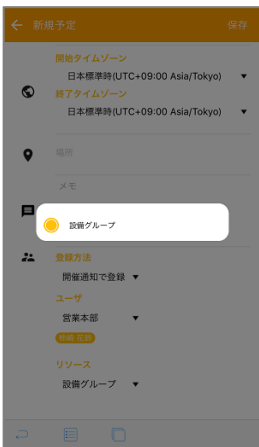 新規予定 保存
開始タイムゾーン
日本標準時(UTC+09:00 Asia/Tokyo)
終了タイムゾーン
日本標準時(UTC+09:00 Asia/Tokyo)
場所
メモ
設備グループ
登録方法
開催通知で登録
ユーザ
営業本部
リソース
設備グループ